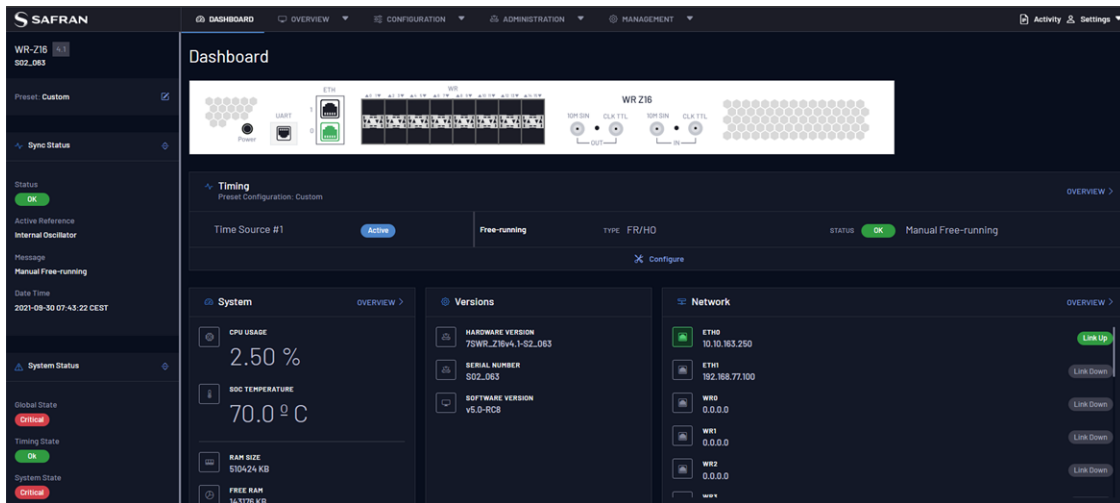 SAFRAN
DASHBOARD
OVERVIEW
CONFIGURATION
ADMINISTRATION
MANAGEMENT
Activity
Settings
WR-Z16 4.1
S02_063
Preset: Custom
Sync Status
Status
OK
Active Reference
Internal Oscillator
Message
Manual Free-running
Date Time
2021-09-30 07:43:22 CEST
System Status
Global State
Critical
Timing State
Ok
System State
Critical
Dashboard
Power
UART
ETH
1
0
WR
WR Z16
10M SIN CLK TTL
OUT
10M SIN CLK TTL
IN
Timing
Preset Configuration: Custom
OVERVIEW >
Time Source #1 Active
Free-running
TYPE FR/HO
STATUS OK Manual Free-running
Configure
System
OVERVIEW >
CPU USAGE
2.50 %
SOC TEMPERATURE
70.0 º C
RAM SIZE
510424 KB
FREE RAM
143176 KB
Versions
HARDWARE VERSION
7SWR_Z16v4.1-S2_063
SERIAL NUMBER
S02_063
SOFTWARE VERSION
v5.0-RC8
Network
OVERVIEW >
ETH0
10.10.163.250
Link Up
ETH1
192.168.77.100
Link Down
WR0
0.0.0.0
Link Down
WR1
0.0.0.0
Link Down
WR2
0.0.0.0
Link Down
WR3